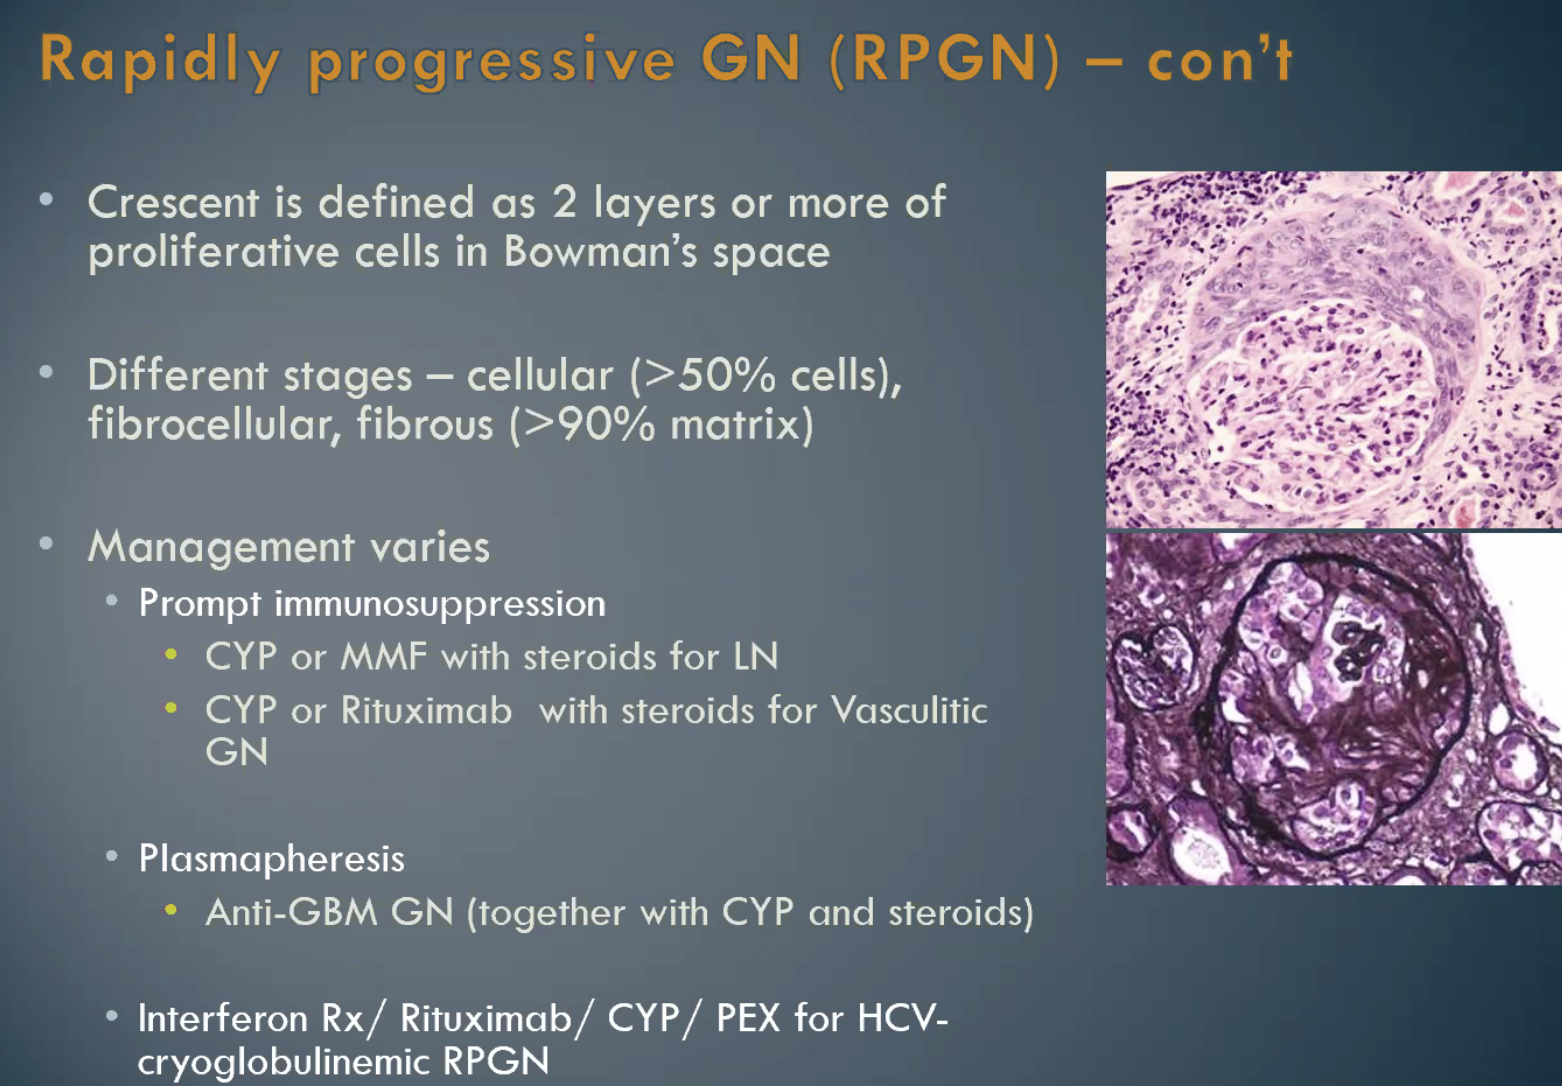 Rapidly progressive GN (RPGN) – con't
• Crescent is defined as 2 layers or more of
proliferative cells in Bowman's space
• Different stages – cellular (>50% cells),
fibrocellular, fibrous (>90% matrix)
• Management varies
• Prompt immunosuppression
• CYP or MMF with steroids for LN
• CYP or Rituximab with steroids for Vasculitic
GN
• Plasmapheresis
• Anti-GBM GN (together with CYP and steroids)
• Interferon Rx/ Rituximab/ CYP/ PEX for HCV-
cryoglobulinemic RPGN